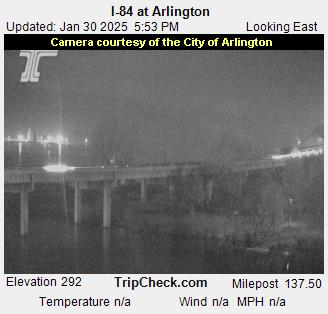 I-84 at Arlington
Updated: Jan 30 2025 5:53 PM Looking East
Camera courtesy of the City of Arlington
Elevation 292 TripCheck.com Milepost 137.50
Temperature n/a Wind n/a MPH n/a